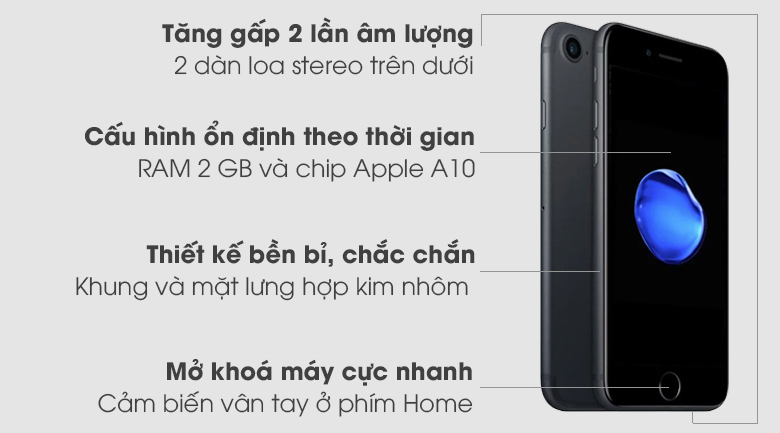 Tăng gấp 2 lần âm lượng
2 dàn loa stereo trên dưới
Cấu hình ổn định theo thời gian
RAM 2 GB và chip Apple A10
Thiết kế bền bỉ, chắc chắn
Khung và mặt lưng hợp kim nhôm
Mở khoá máy cực nhanh
Cảm biến vân tay ở phím Home